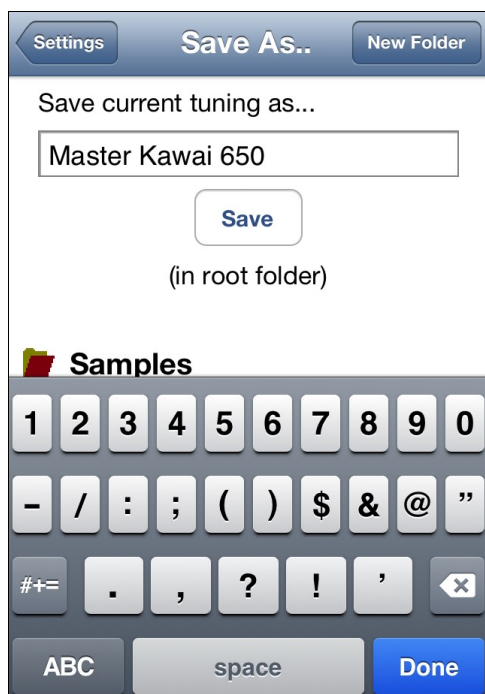 Settings Save As.. New Folder
Save current tuning as...
Master Kawai 650
Save
(in root folder)
Samples
1 2 3 4 5 6 7 8 9 0
- / : ; ( ) $ & @ ”
#+= . , ? ! ’
ABC space Done